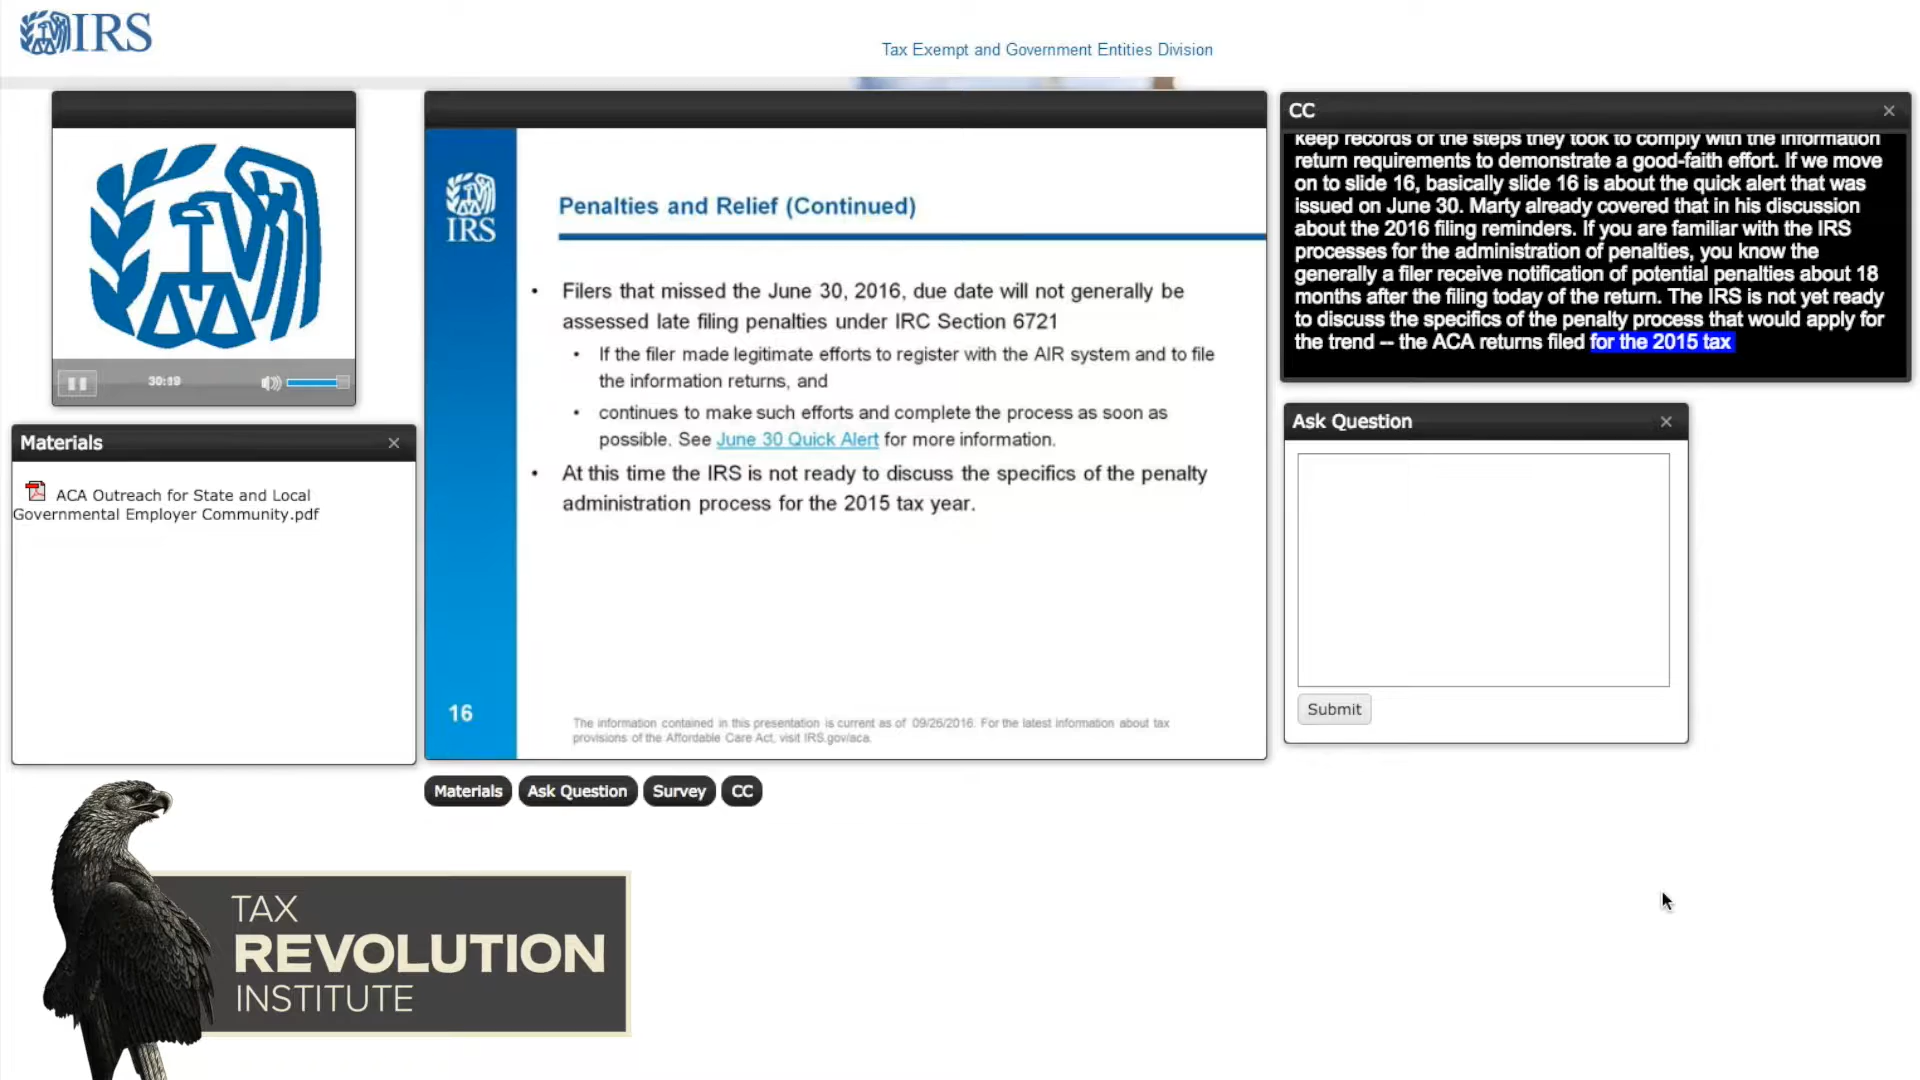 IRS
Tax Exempt and Government Entities Division
30:19
Materials
ACA Outreach for State and Local
Governmental Employer Community.pdf
IRS
Penalties and Relief (Continued)
• Filers that missed the June 30, 2016, due date will not generally be
assessed late filing penalties under IRC Section 6721
• If the filer made legitimate efforts to register with the AIR system and to file
the information returns, and
• continues to make such efforts and complete the process as soon as
possible. See June 30 Quick Alert for more information.
• At this time the IRS is not ready to discuss the specifics of the penalty
administration process for the 2015 tax year.
16
The information contained in this presentation is current as of 09/26/2016. For the latest information about tax
provisions of the Affordable Care Act, visit IRS.gov/aca.
CC
keep records of the steps they took to comply with the information
return requirements to demonstrate a good-faith effort. If we move
on to slide 16, basically slide 16 is about the quick alert that was
issued on June 30. Marty already covered that in his discussion
about the 2016 filing reminders. If you are familiar with the IRS
processes for the administration of penalties, you know the
generally a filer receive notification of potential penalties about 18
months after the filing today of the return. The IRS is not yet ready
to discuss the specifics of the penalty process that would apply for
the trend -- the ACA returns filed for the 2015 tax
Ask Question
Submit
Materials
Ask Question
Survey
CC
TAX
REVOLUTION
INSTITUTE